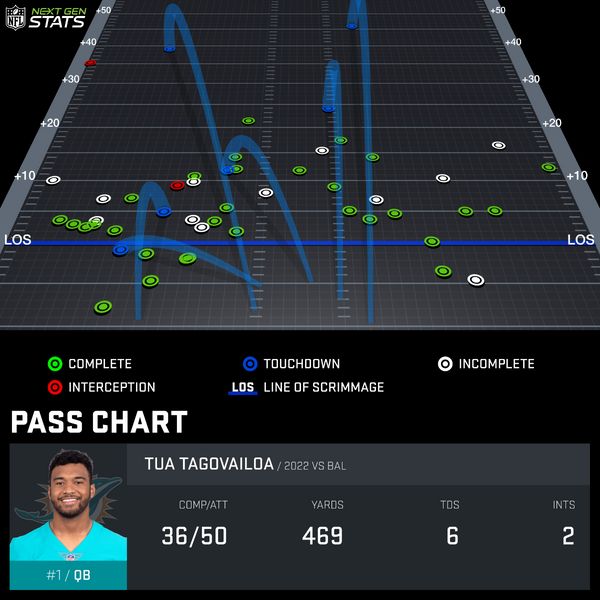 NFL NEXT GEN STATS
+50 +50
+40 +40
+30 +30
+20 +20
+10 +10
LOS LOS
COMPLETE TOUCHDOWN INCOMPLETE
INTERCEPTION LOS LINE OF SCRIMMAGE
PASS CHART
TUA TAGOVAILOA / 2022 VS BAL
COMP/ATT YARDS TDS INTS
36/50 469 6 2
#1 / QB